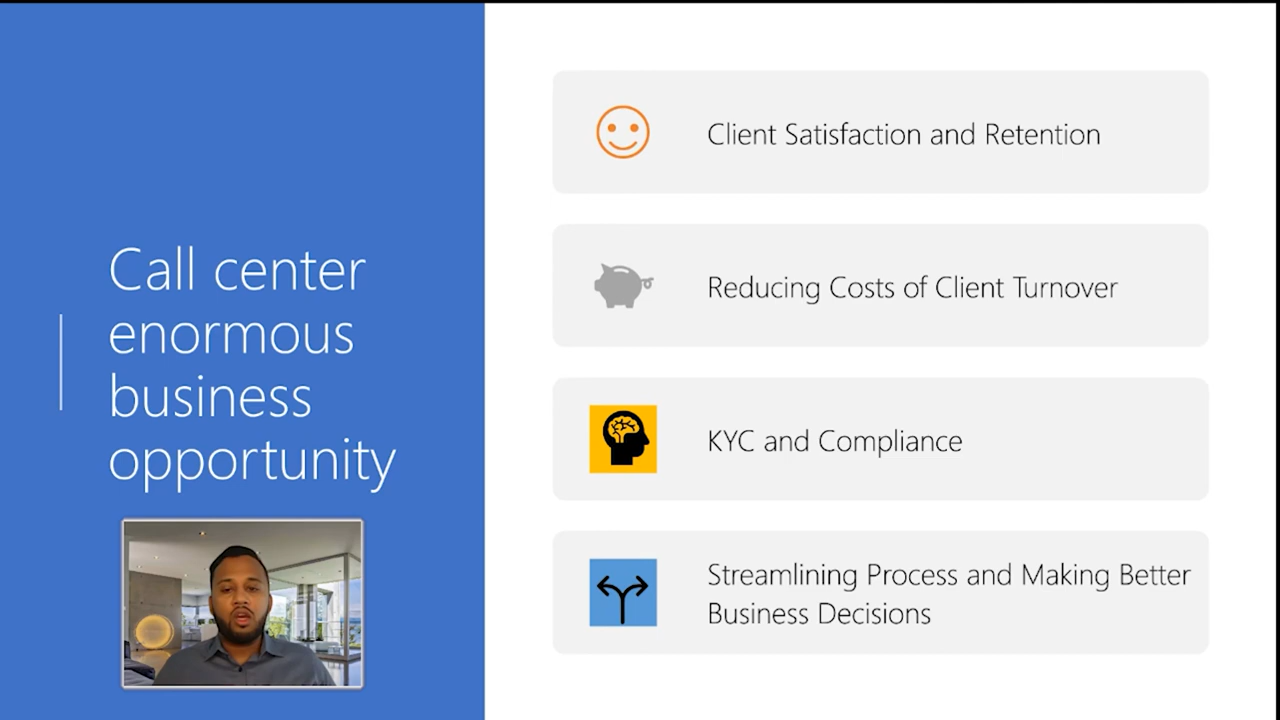 Call center
enormous
business
opportunity
Client Satisfaction and Retention
Reducing Costs of Client Turnover
KYC and Compliance
Streamlining Process and Making Better
Business Decisions